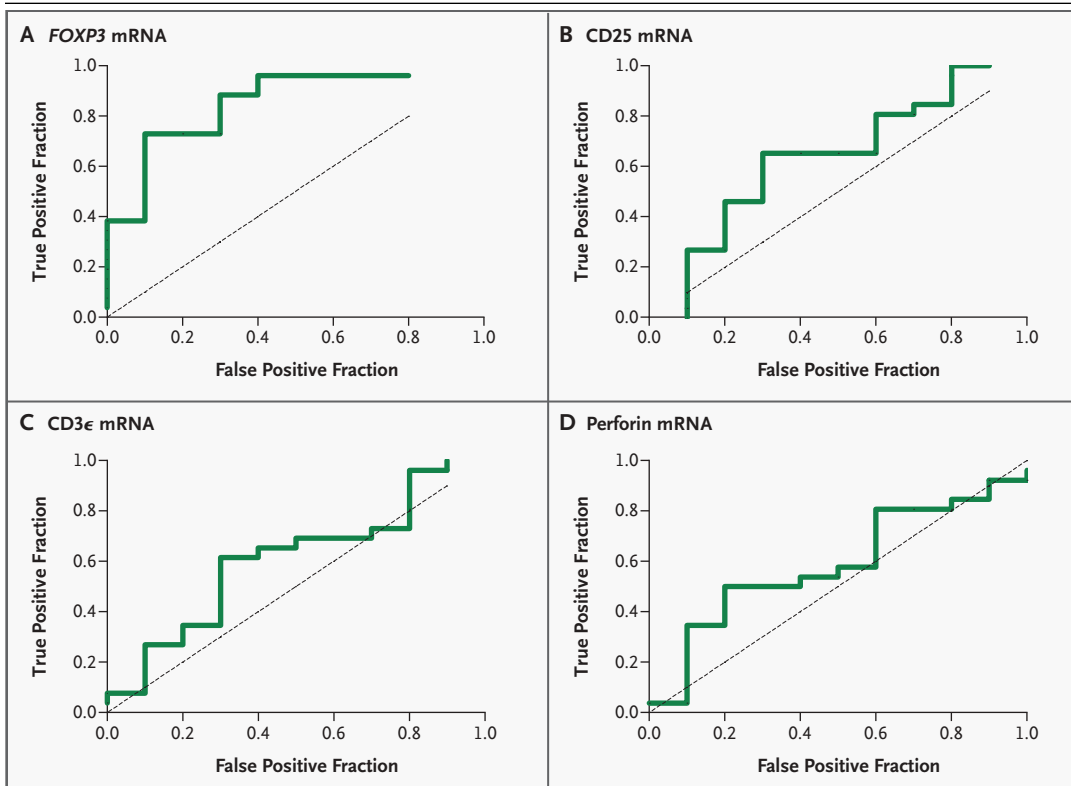 A FOXP3 mRNA
1.0
0.8
0.6
0.4
0.2
0.0
True Positive Fraction
0.0 0.2 0.4 0.6 0.8 1.0
False Positive Fraction
B CD25 mRNA
1.0
0.8
0.6
0.4
0.2
0.0
True Positive Fraction
0.0 0.2 0.4 0.6 0.8 1.0
False Positive Fraction
C CD3ϵ mRNA
1.0
0.8
0.6
0.4
0.2
0.0
True Positive Fraction
0.0 0.2 0.4 0.6 0.8 1.0
False Positive Fraction
D Perforin mRNA
1.0
0.8
0.6
0.4
0.2
0.0
True Positive Fraction
0.0 0.2 0.4 0.6 0.8 1.0
False Positive Fraction